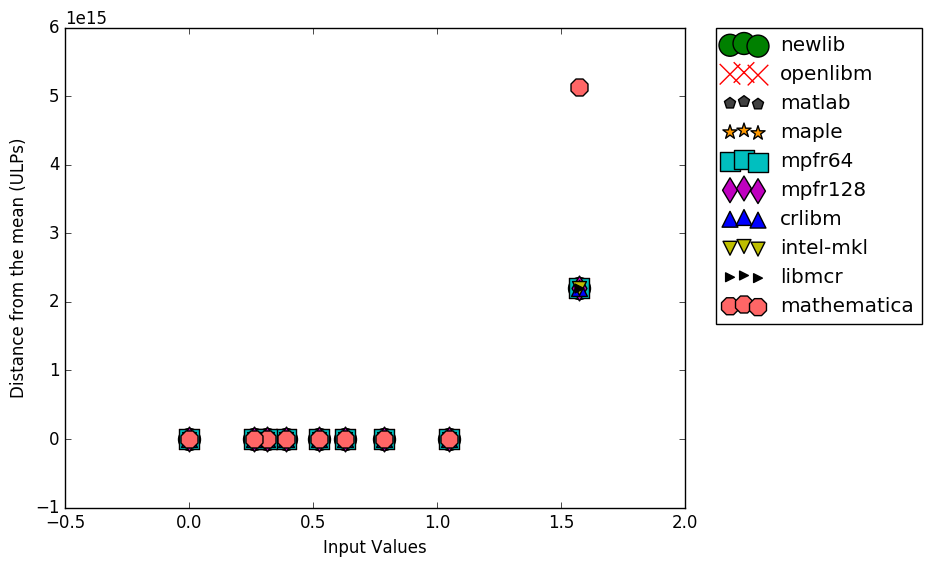 1e15
6
5
4
3
2
1
0
−1
−0.5
0.0
0.5
1.0
1.5
2.0
Distance from the mean (ULPs)
Input Values
newlib
openlibm
matlab
maple
mpfr64
mpfr128
crlibm
intel-mkl
libmcr
mathematica